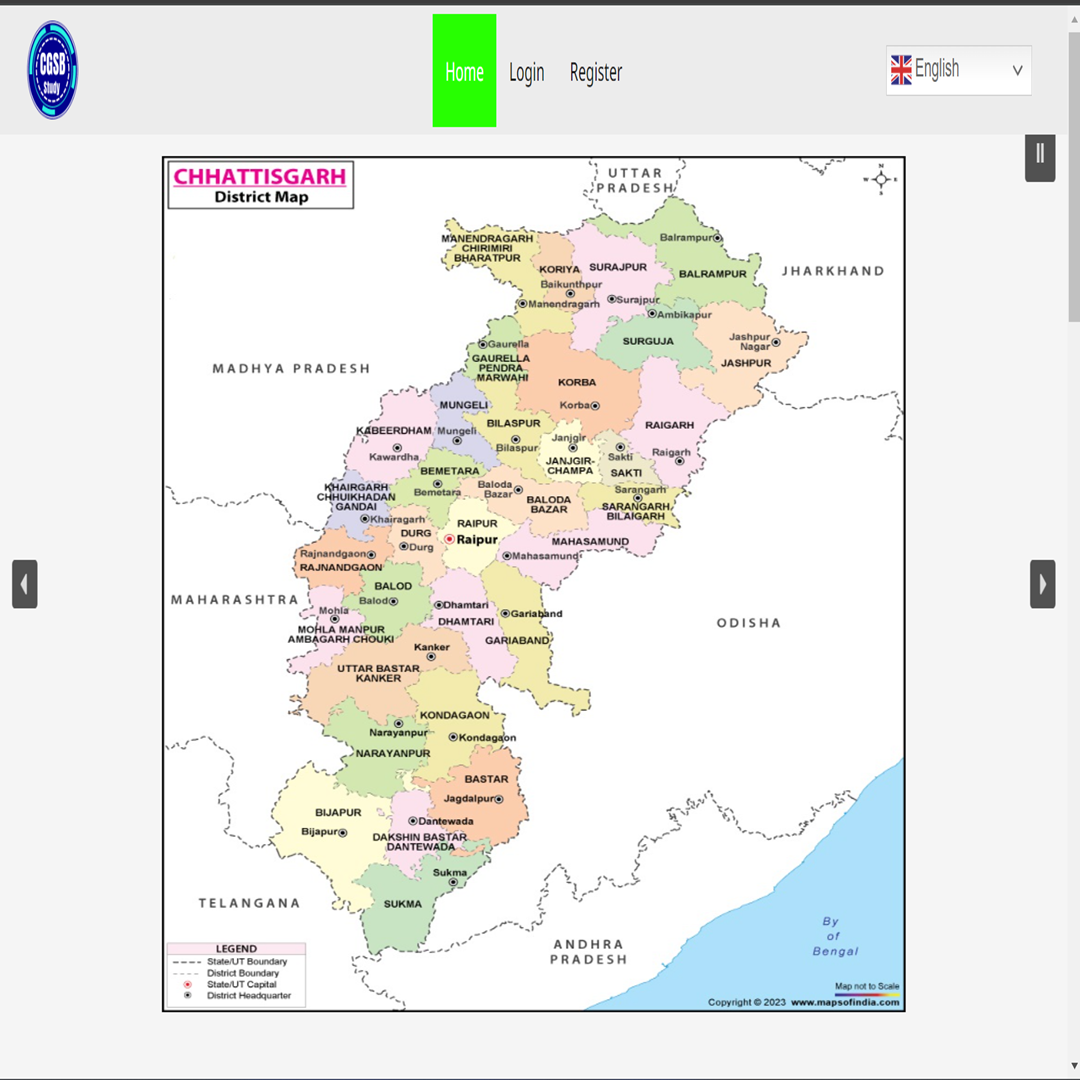 CGSB
Study
Home
Login
Register
English
CHHATTISGARH
District Map
UTTAR
PRADESH
N
W
E
S
JHARKHAND
MADHYA PRADESH
MAHARASHTRA
ODISHA
TELANGANA
ANDHRA
PRADESH
By
of
Bengal
MANENDRAGARH
CHIRIMIRI
BHARATPUR
Manendragarh
KORIYA
Baikunthpur
SURAJPUR
Surajpur
Balrampur
BALRAMPUR
Ambikapur
SURGUJA
Jashpur
Nagar
JASHPUR
Gaurella
GAURELLA
PENDRA
MARWAHI
KORBA
Korba
MUNGELI
Mungeli
BILASPUR
Bilaspur
KABEERDHAM
Kawardha
Janjgir
JANJGIR-
CHAMPA
Sakti
SAKTI
RAIGARH
Raigarh
BEMETARA
Bemetara
KHAIRGARH
CHHUIKHADAN
GANDAI
Khairagarh
Baloda
Bazar
BALODA
BAZAR
Sarangarh
SARANGARH
BILAIGARH
RAIPUR
Raipur
DURG
Durg
MAHASAMUND
Mahasamund
Rajnandgaon
RAJNANDGAON
BALOD
Balod
Mohla
MOHLA MANPUR
AMBAGARH CHOUKI
Dhamtari
DHAMTARI
Gariaband
GARIABAND
Kanker
UTTAR BASTAR
KANKER
KONDAGAON
Kondagaon
Narayanpur
NARAYANPUR
BASTAR
Jagdalpur
BIJAPUR
Bijapur
Dantewada
DAKSHIN BASTAR
DANTEWADA
Sukma
SUKMA
LEGEND
State/UT Boundary
District Boundary
State/UT Capital
District Headquarter
Map not to Scale
Copyright © 2023 www.mapsofindia.com